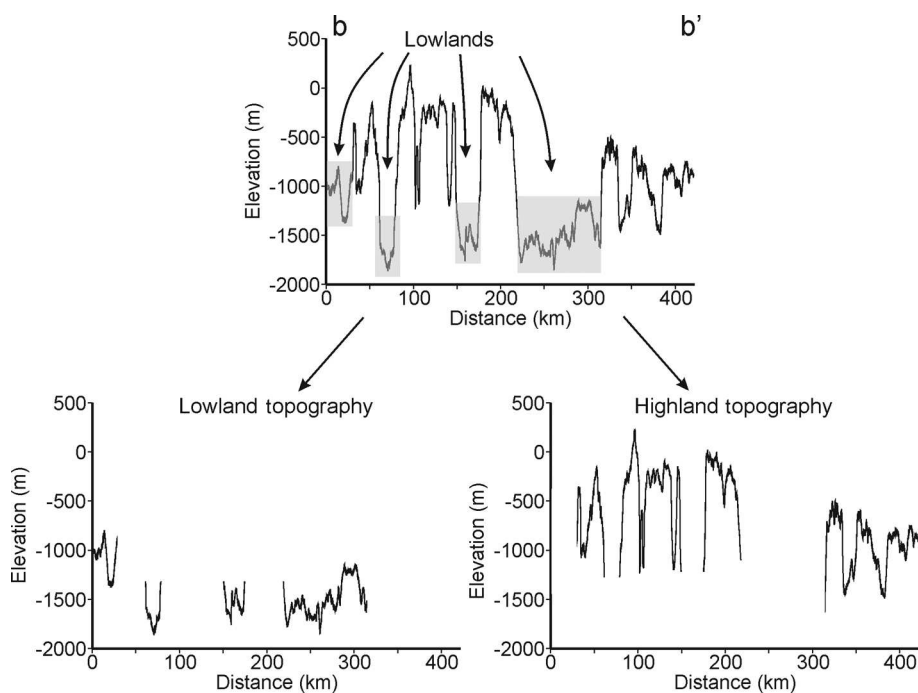 b
Lowlands
b'
500
0
-500
-1000
-1500
-2000
Elevation (m)
0 100 200 300 400
Distance (km)
Lowland topography
500
0
-500
-1000
-1500
-2000
Elevation (m)
0 100 200 300 400
Distance (km)
Highland topography
500
0
-500
-1000
-1500
-2000
Elevation (m)
0 100 200 300 400
Distance (km)